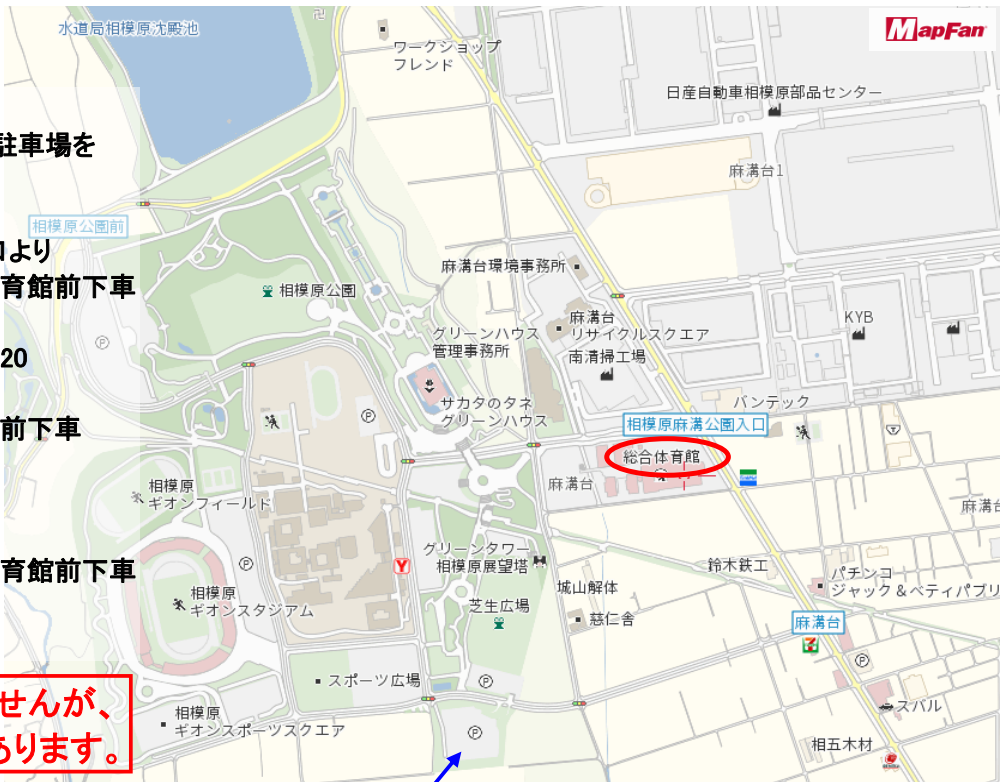 水道局相模原沈殿池
卍
ワークショップ
フレンド
MapFan
日産自動車相模原部品センター
駐車場を
麻溝台1
相模原公園前
口より
育館前下車
麻溝台環境事務所
相模原公園
麻溝台
リサイクルスクエア
KYB
グリーンハウス
管理事務所
南清掃工場
20
P
サカタのタネ
グリーンハウス
バンテック
P
相模原麻溝公園入口
前下車
総合体育館
麻溝台
相模原
ギオンフィールド
麻溝台
育館前下車
P
グリーンタワー
相模原展望塔
Y
鈴木鉄工
パチンコ
ジャック&ベティパブリ
城山解体
相模原
ギオンスタジアム
芝生広場
慈仁舎
麻溝台
7
P
スポーツ広場
P
せんが、
あります。
相模原
ギオンスポーツスクエア
スバル
P
相五木材